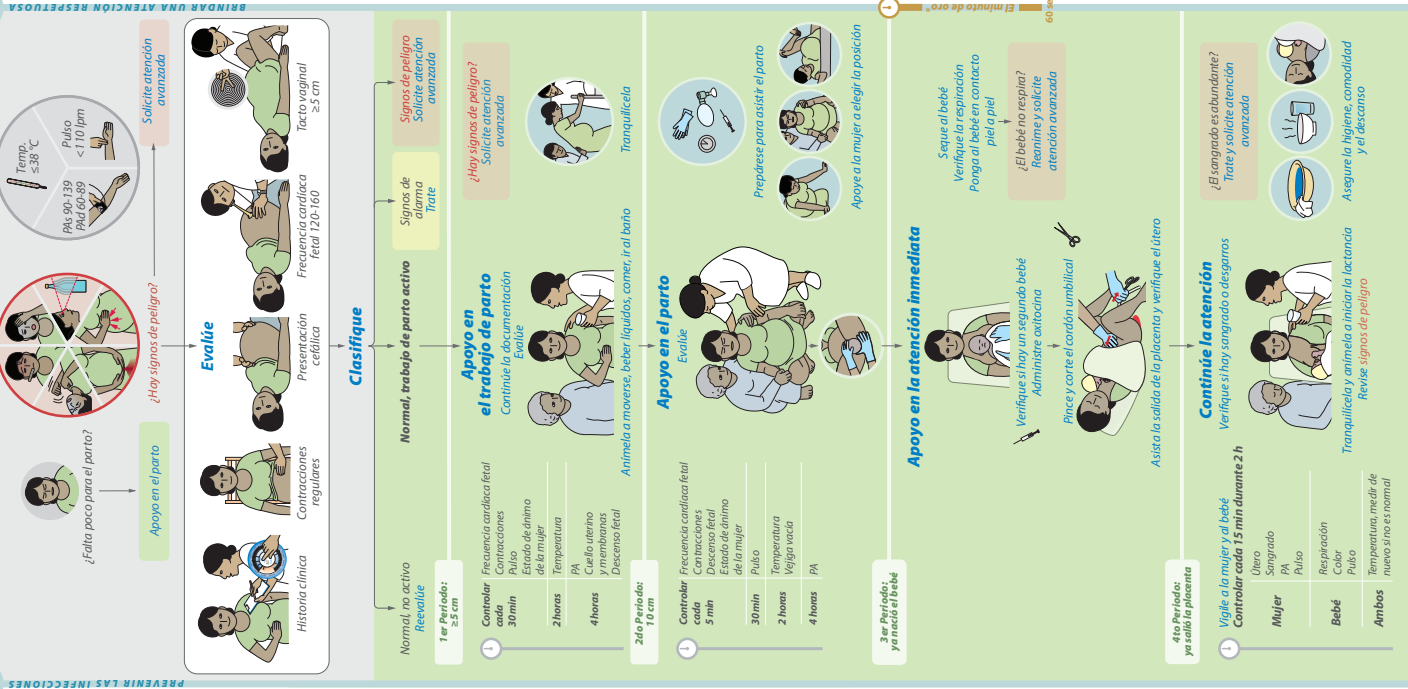 BRINDAR UNA ATENCIÓN RESPETUOSA
PREVENIR LAS INFECCIONES
¿Falta poco para el parto?
Apoyo en el parto
¿Hay signos de peligro?
Temp.
≤38 °C
Pulso
<110 lpm
PAs 90-139
PAd 60-89
Solicite atención
avanzada
Evalúe
Historia clínica
Contracciones
regulares
Presentación
cefálica
Frecuencia cardíaca
fetal 120-160
Tacto vaginal
≥5 cm
Clasifique
Normal, no activo
Reevalúe
Normal, trabajo de parto activo
Signos de
alarma
Trate
Signos de peligro
Solicite atención
avanzada
1er Periodo:
≥5 cm
Apoyo en
el trabajo de parto
Continúe la documentación
Evalúe
¿Hay signos de peligro?
Solicite atención
avanzada
Controlar
cada
30 min
Frecuencia cardíaca fetal
Contracciones
Pulso
Estado de ánimo
de la mujer
2 horas
Temperatura
4 horas
PA
Cuello uterino
y membranas
Descenso fetal
Tranquilícela
Anímela a moverse, beber líquidos, comer, ir al baño
2do Periodo:
10 cm
Apoyo en el parto
Evalúe
Controlar
cada
5 min
Frecuencia cardíaca fetal
Contracciones
Descenso fetal
Estado de ánimo
de la mujer
30 min
Pulso
2 horas
Temperatura
Vejiga vacía
4 horas
PA
Prepárese para asistir el parto
Apoye a la mujer a elegir la posición
3er Periodo:
ya nació el bebé
El minuto de oro®
60 se
Apoyo en la atención inmediata
Seque al bebé
Verifique la respiración
Ponga al bebé en contacto
piel a piel
¿El bebé no respira?
Reanime y solicite
atención avanzada
Verifique si hay un segundo bebé
Administre oxitocina
Pince y corte el cordón umbilical
Asista la salida de la placenta y verifique el útero
4to Periodo:
ya salió la placenta
Continúe la atención
Verifique si hay sangrado o desgarros
¿El sangrado es abundante?
Trate y solicite atención
avanzada
Vigile a la mujer y al bebé
Controlar cada 15 min durante 2 h
Mujer
Útero
Sangrado
PA
Pulso
Bebé
Respiración
Color
Pulso
Ambos
Temperatura, medir de
nuevo si no es normal
Tranquilícela y anímela a iniciar la lactancia
Revise signos de peligro
Asegure la higiene, comodidad
y el descanso